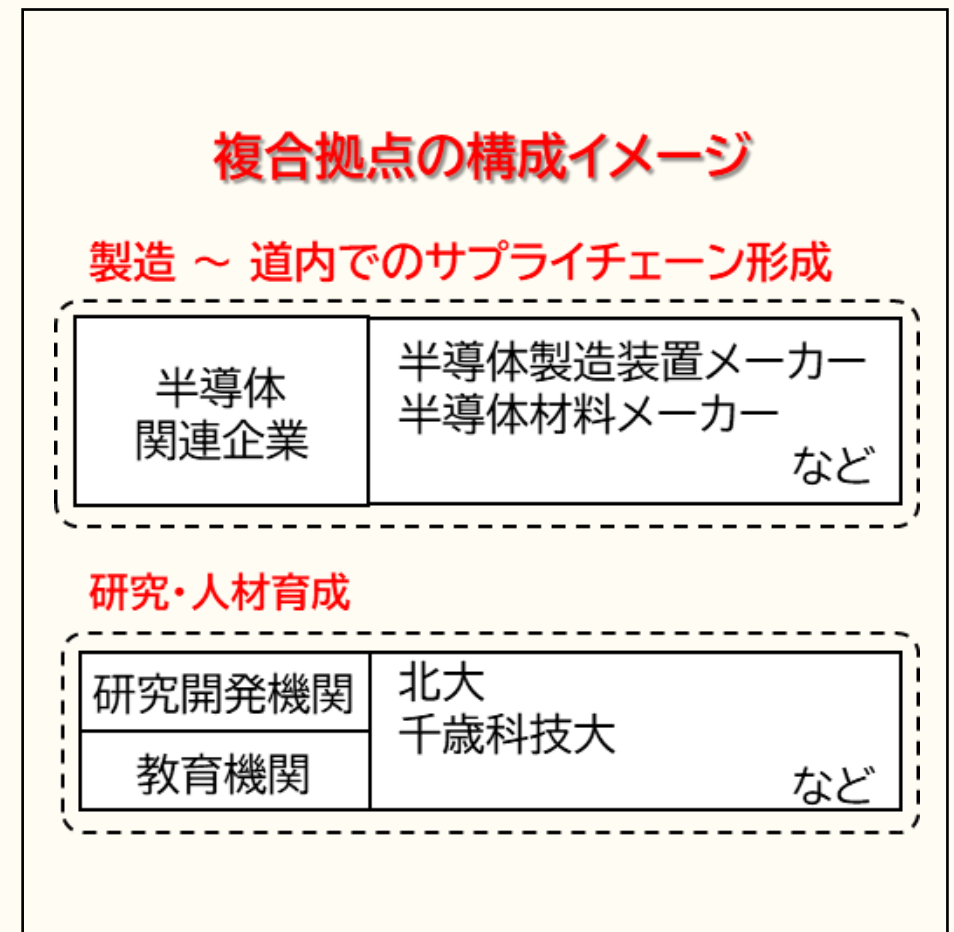 複合拠点の構成イメージ
製造 ～ 道内でのサプライチェーン形成
半導体
関連企業
半導体製造装置メーカー
半導体材料メーカー
など
研究・人材育成
研究開発機関
教育機関
北大
千歳科技大
など